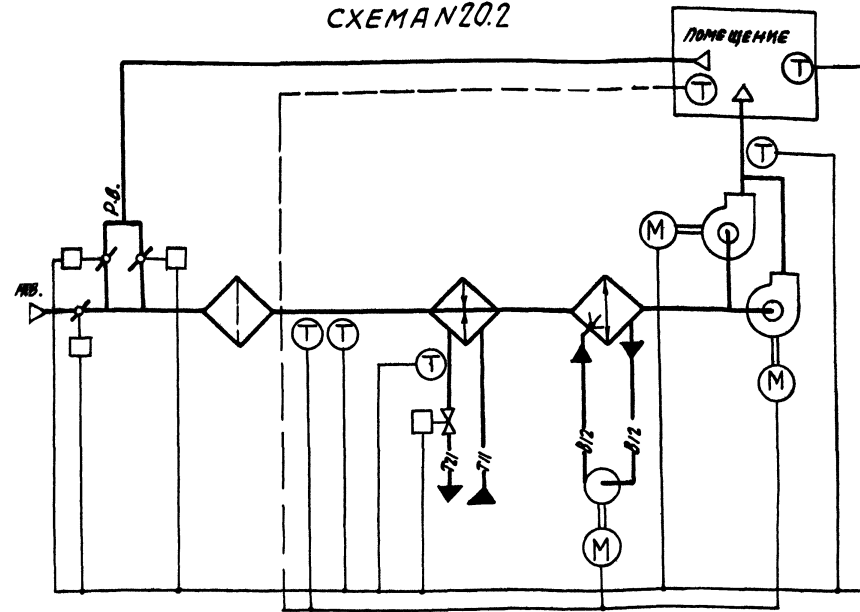 СХЕМА N20.2
ПОМЕЩЕНИЕ
Т
Т
Т
Р.В.
М
Т
Т
Т
М
Т21
Т11
В12
В12
М